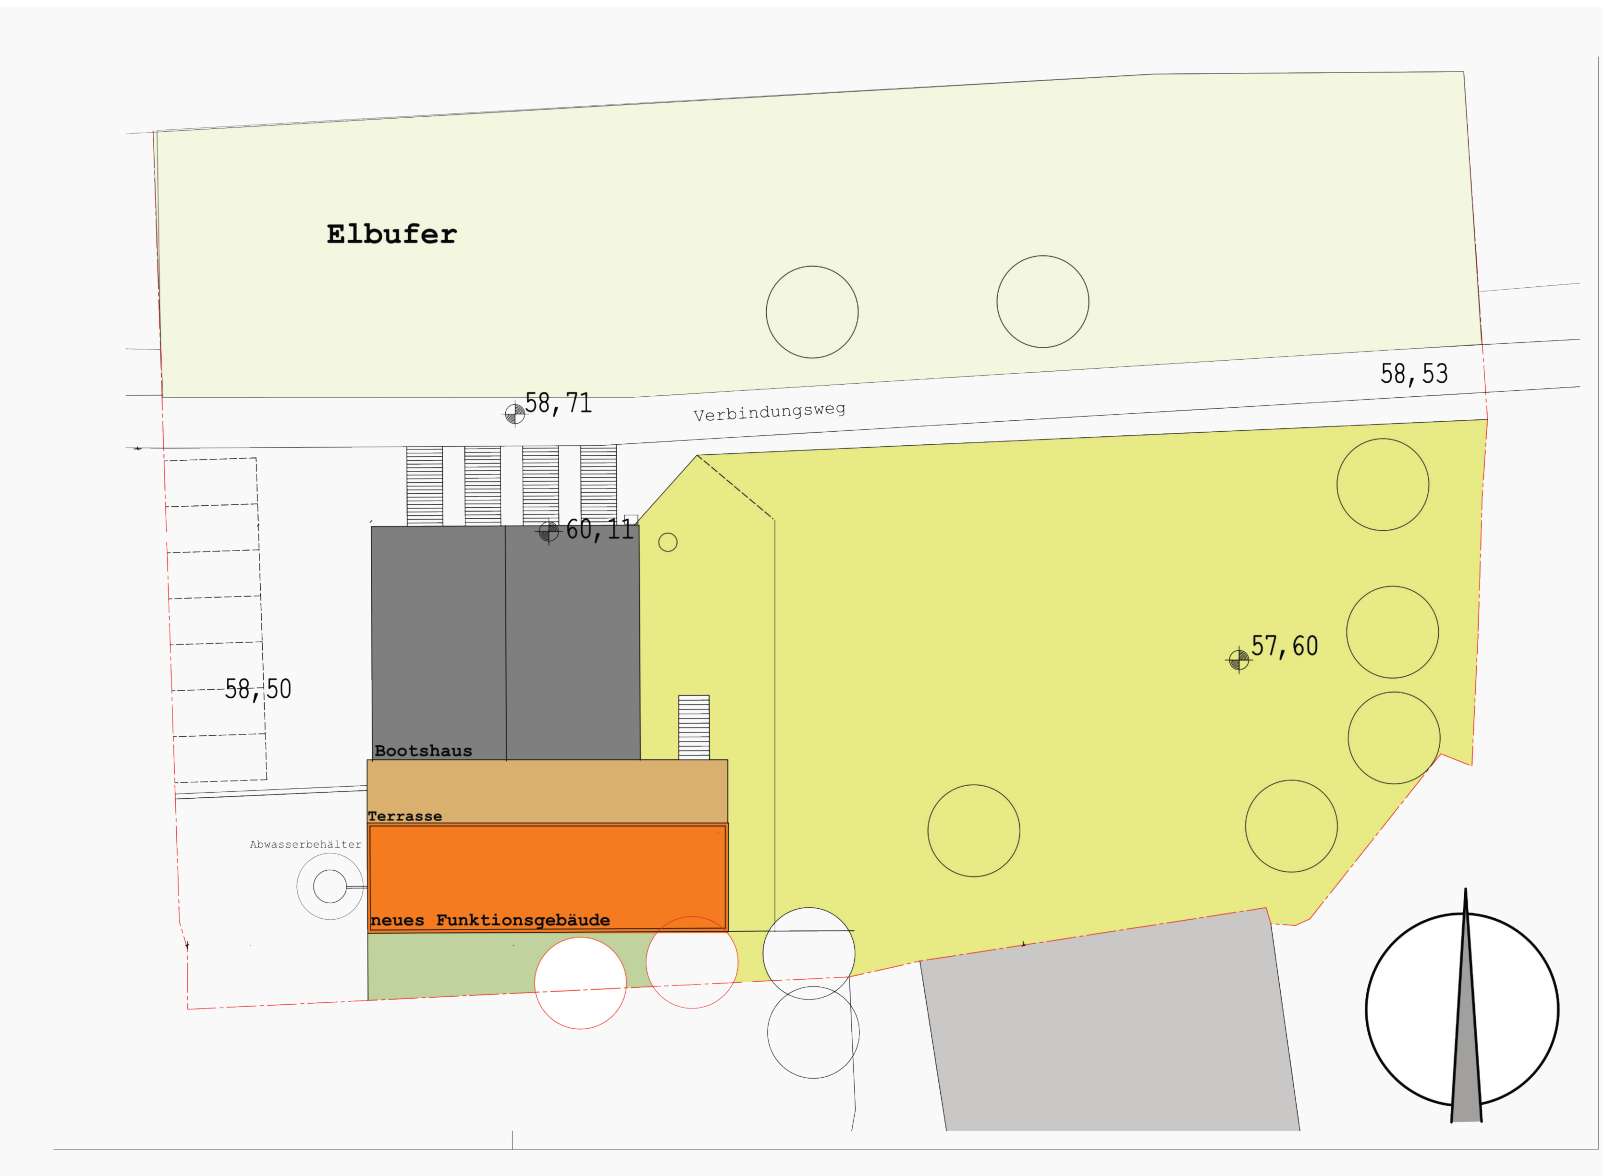 Elbufer
58,53
58,71
Verbindungsweg
60,11
57,60
58,50
Bootshaus
Terrasse
Abwasserbehälter
neues Funktionsgebäude